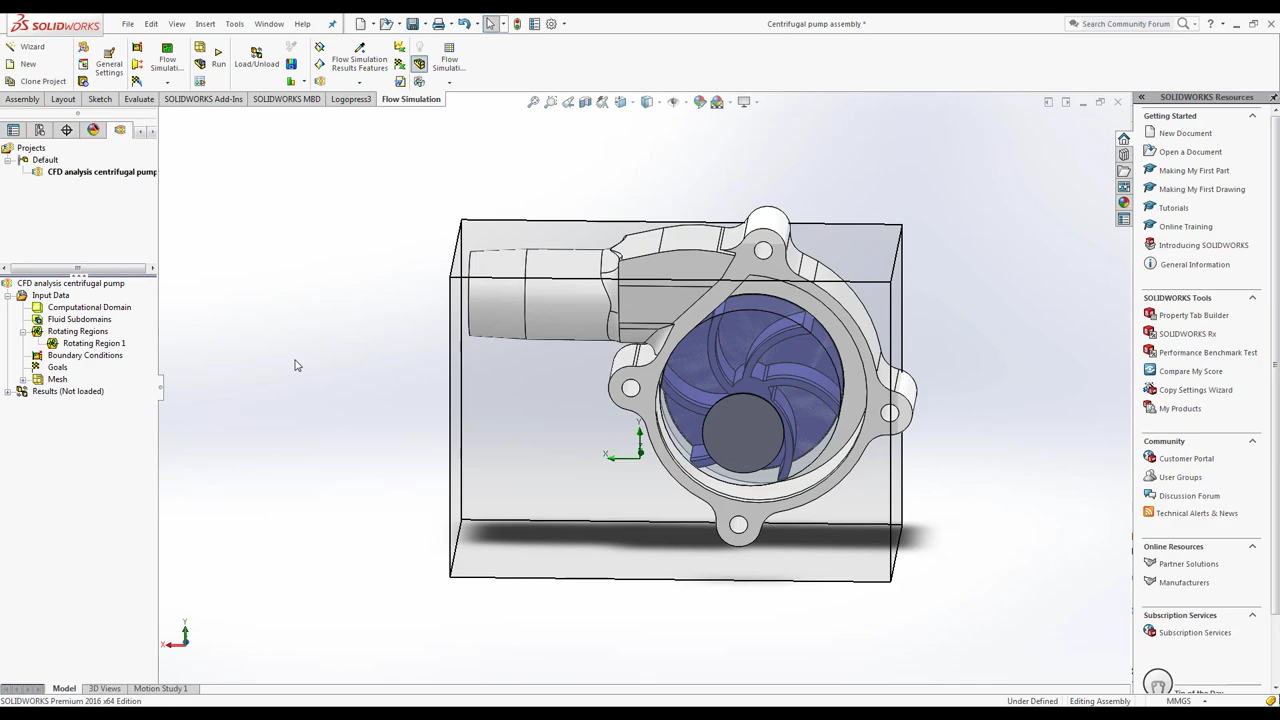 SOLIDWORKS
File Edit View Insert Tools Window Help
Centrifugal pump assembly *
Search Community Forum
Wizard
New
Clone Project
General Settings
Flow Simulati...
Run
Load/Unload
Flow Simulation Results Features
Flow Simulati...
Assembly Layout Sketch Evaluate SOLIDWORKS Add-Ins SOLIDWORKS MBD Logopress3 Flow Simulation
Projects
Default
CFD analysis centrifugal pump
CFD analysis centrifugal pump
Input Data
Computational Domain
Fluid Subdomains
Rotating Regions
Rotating Region 1
Boundary Conditions
Goals
Mesh
Results (Not loaded)
Y
X
Y
X
SOLIDWORKS Resources
Getting Started
New Document
Open a Document
Making My First Part
Making My First Drawing
Tutorials
Online Training
Introducing SOLIDWORKS
General Information
SOLIDWORKS Tools
Property Tab Builder
SOLIDWORKS Rx
Performance Benchmark Test
Compare My Score
Copy Settings Wizard
My Products
Community
Customer Portal
User Groups
Discussion Forum
Technical Alerts & News
Online Resources
Partner Solutions
Manufacturers
Subscription Services
Subscription Services
Model 3D Views Motion Study 1
SOLIDWORKS Premium 2016 x64 Edition
Under Defined Editing Assembly MMGS